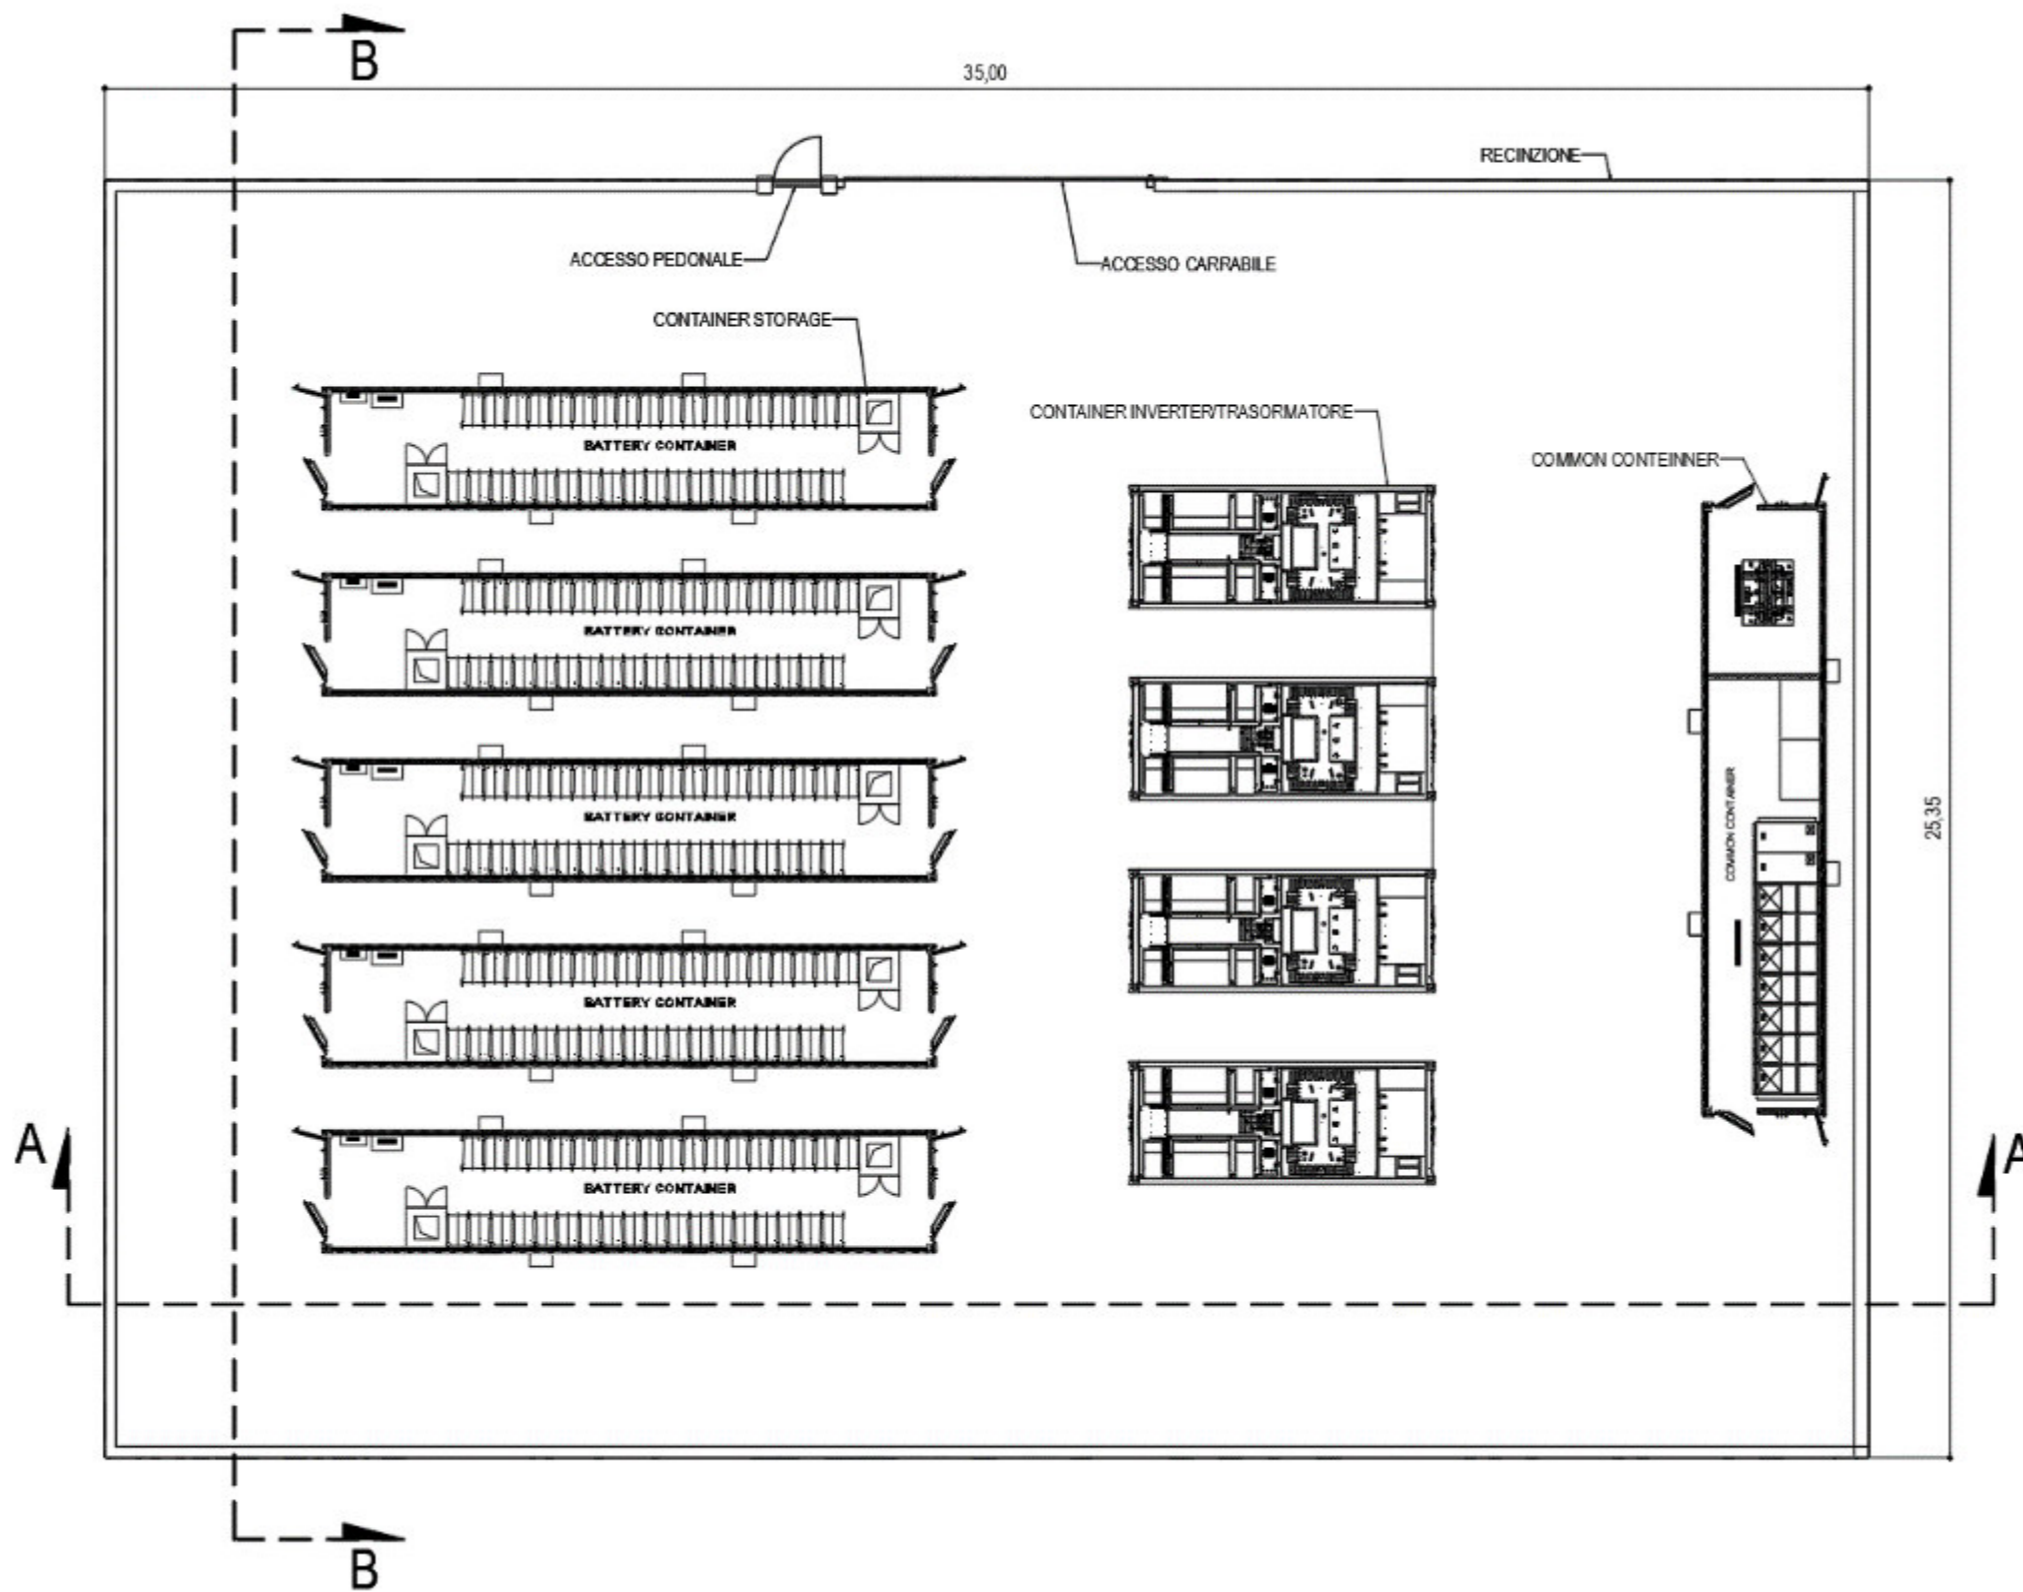 B
35,00
RECINZIONE
ACCESSO PEDONALE
ACCESSO CARRABILE
CONTAINER STORAGE
CONTAINER INVERTER/TRASORMATORE
BATTERY CONTAINER
COMMON CONTEINNER
BATTERY CONTAINER
BATTERY CONTAINER
COMMON CONTAINER
25,35
BATTERY CONTAINER
A
A
BATTERY CONTAINER
B